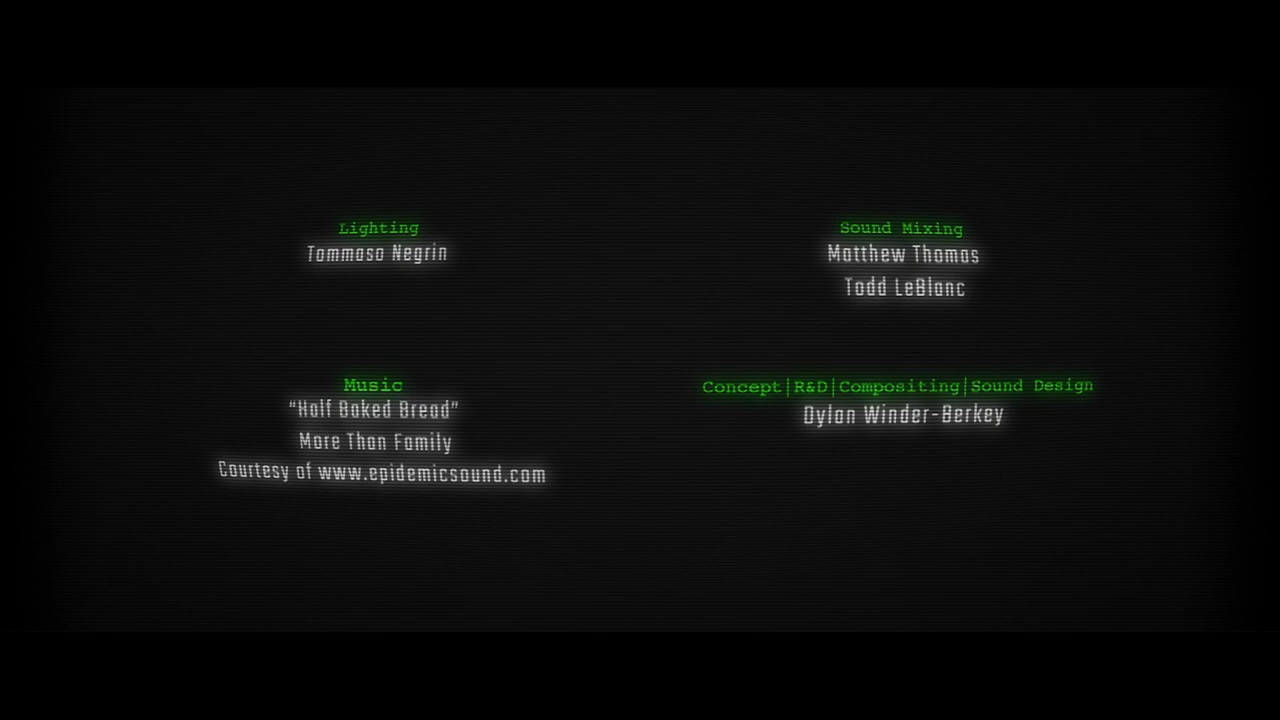 Lighting
Tommaso Negrin
Sound Mixing
Matthew Thomas
Todd LeBlanc
Music
“Half Baked Bread”
More Than Family
Courtesy of www.epidemicsound.com
Concept|R&D|Compositing|Sound Design
Dylan Winder-Berkey